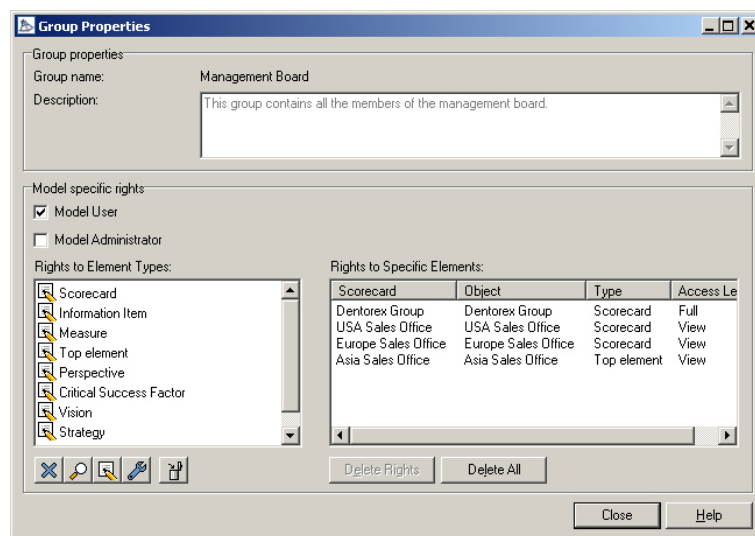 Group Properties
Group properties
Group name: Management Board
Description: This group contains all the members of the management board.
Model specific rights
Model User
Model Administrator
Rights to Element Types:
Scorecard
Information Item
Measure
Top element
Perspective
Critical Success Factor
Vision
Strategy
Rights to Specific Elements:
Scorecard Object Type Access Le
Dentorex Group Dentorex Group Scorecard Full
USA Sales Office USA Sales Office Scorecard View
Europe Sales Office Europe Sales Office Scorecard View
Asia Sales Office Asia Sales Office Top element View
Delete Rights Delete All
Close Help